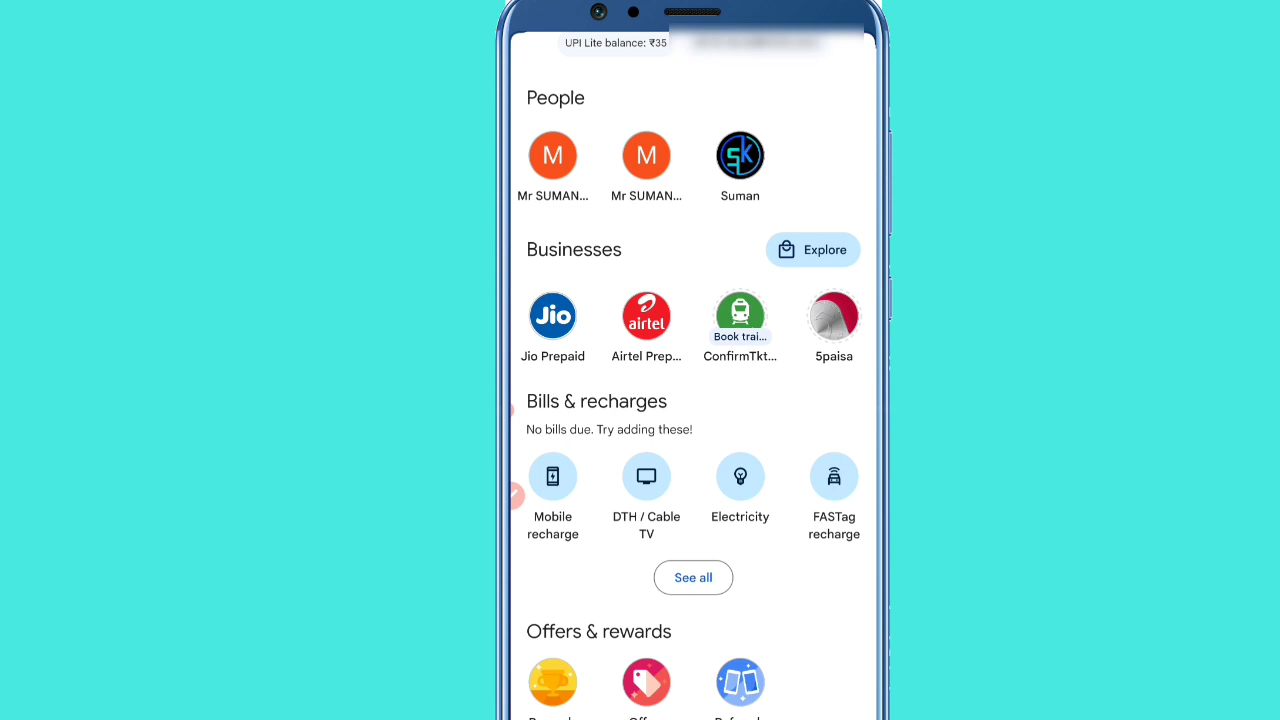 UPI Lite balance: ₹35
People
M
M
Mr SUMAN...
Mr SUMAN...
Suman
Businesses
Explore
Jio
airtel
Book trai...
Jio Prepaid
Airtel Prep...
ConfirmTkt...
5paisa
Bills & recharges
No bills due. Try adding these!
Mobile
recharge
DTH / Cable
TV
Electricity
FASTag
recharge
See all
Offers & rewards